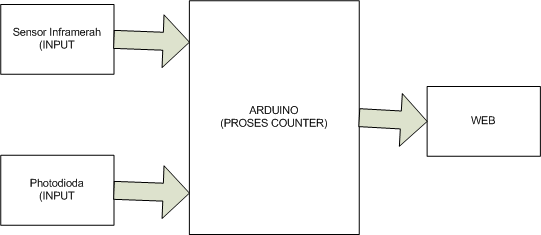 Sensor Inframerah
(INPUT
ARDUINO
(PROSES COUNTER)
WEB
Photodioda
(INPUT